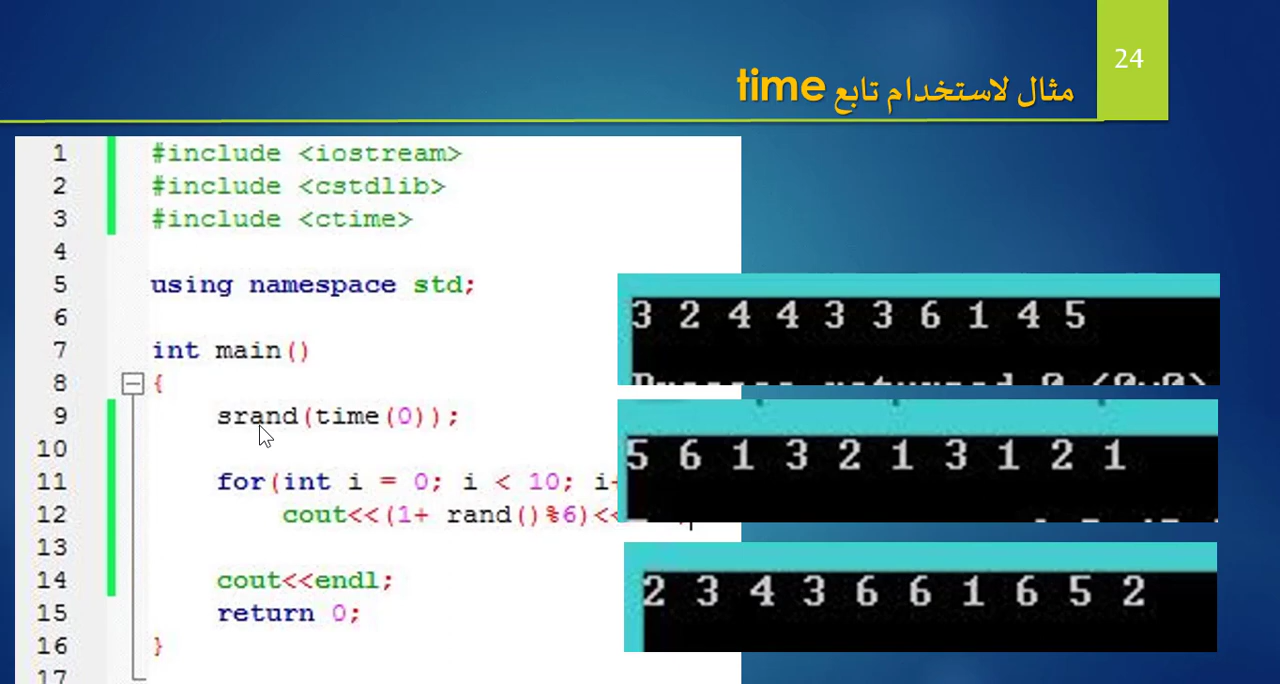 24
مثال لاستخدام تابع time
1 #include <iostream>
2 #include <cstdlib>
3 #include <ctime>
4
5 using namespace std;
6
7 int main()
8 {
9 srand(time(0));
10
11 for(int i = 0; i < 10; i+
12 cout<<(1+ rand()%6)<<
13
14 cout<<endl;
15 return 0;
16 }
17
3 2 4 4 3 3 6 1 4 5
5 6 1 3 2 1 3 1 2 1
2 3 4 3 6 6 1 6 5 2